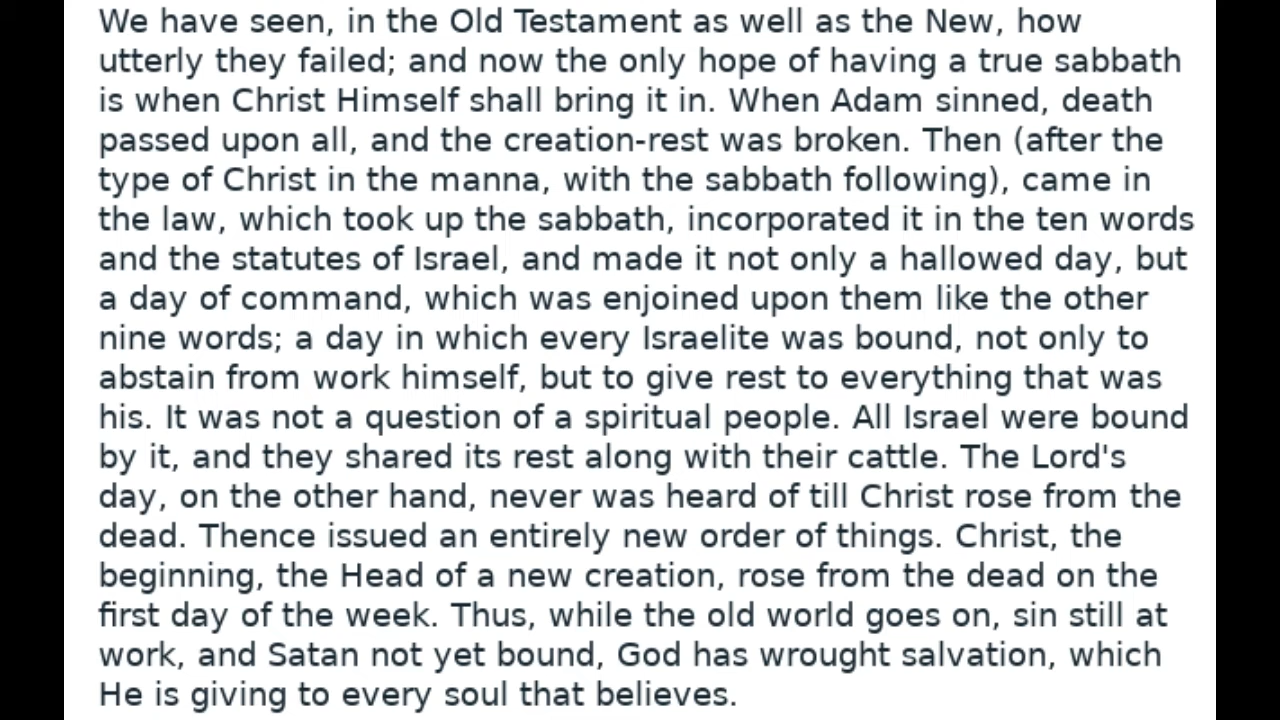 We have seen, in the Old Testament as well as the New, how
utterly they failed; and now the only hope of having a true sabbath
is when Christ Himself shall bring it in. When Adam sinned, death
passed upon all, and the creation-rest was broken. Then (after the
type of Christ in the manna, with the sabbath following), came in
the law, which took up the sabbath, incorporated it in the ten words
and the statutes of Israel, and made it not only a hallowed day, but
a day of command, which was enjoined upon them like the other
nine words; a day in which every Israelite was bound, not only to
abstain from work himself, but to give rest to everything that was
his. It was not a question of a spiritual people. All Israel were bound
by it, and they shared its rest along with their cattle. The Lord's
day, on the other hand, never was heard of till Christ rose from the
dead. Thence issued an entirely new order of things. Christ, the
beginning, the Head of a new creation, rose from the dead on the
first day of the week. Thus, while the old world goes on, sin still at
work, and Satan not yet bound, God has wrought salvation, which
He is giving to every soul that believes.